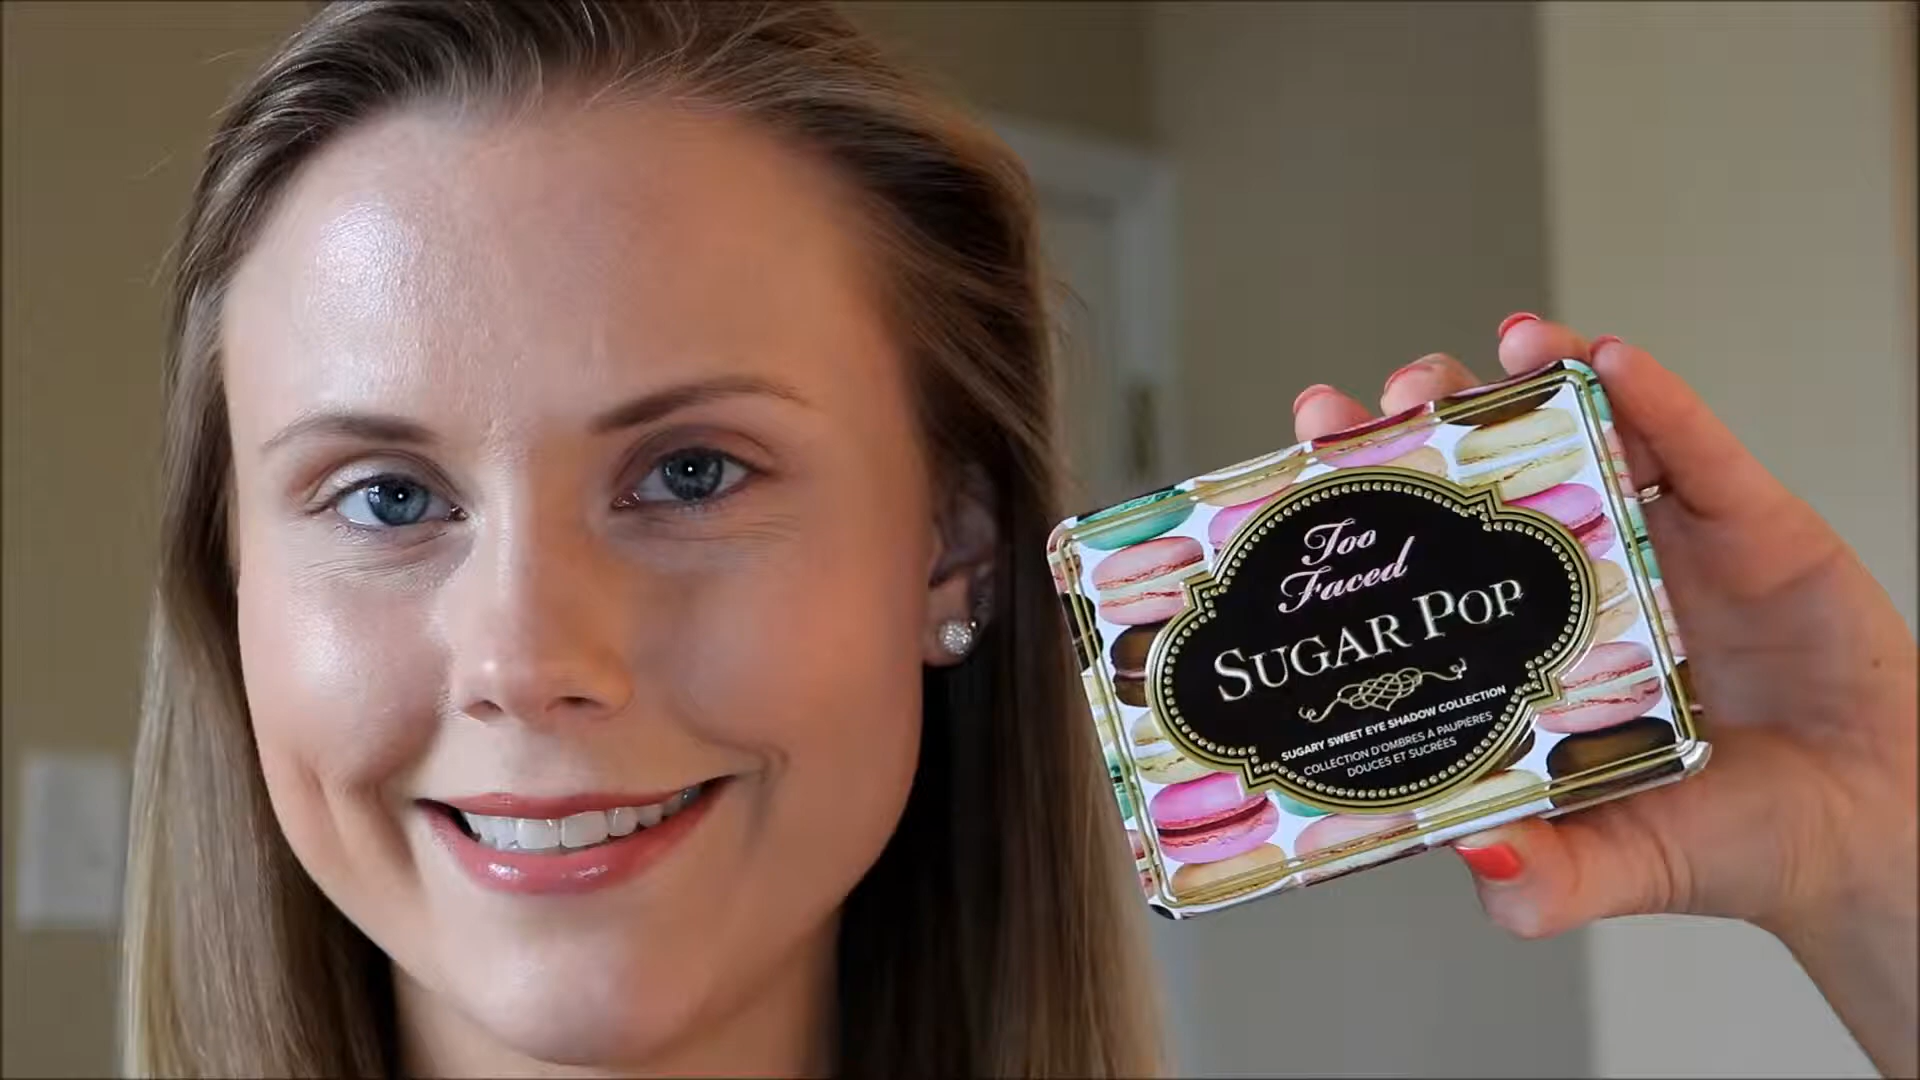 Too
Faced
SUGAR POP
SUGARY SWEET EYE SHADOW COLLECTION
COLLECTION D'OMBRES A PAUPIÈRES
DOUCES ET SUCRÉES